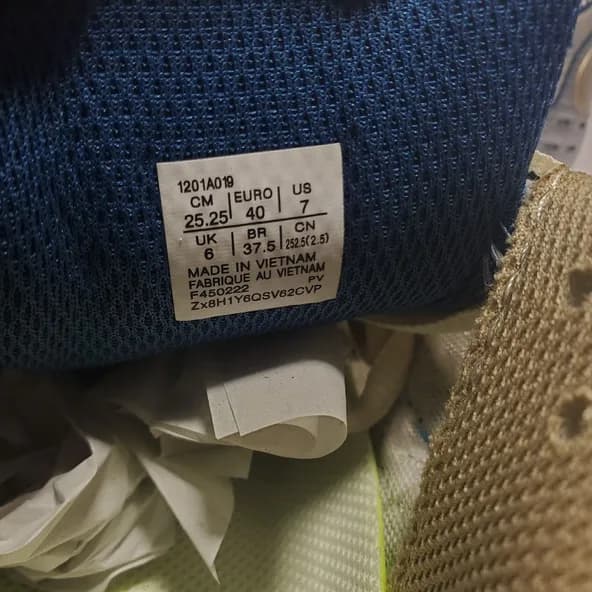 1201A019
CM EURO US
25.25 40 7
UK BR CN
6 37.5 252.5(2.5)
MADE IN VIETNAM
FABRIQUE AU VIETNAM
F450222 PV
Zx8H1Y6QSV62CVP